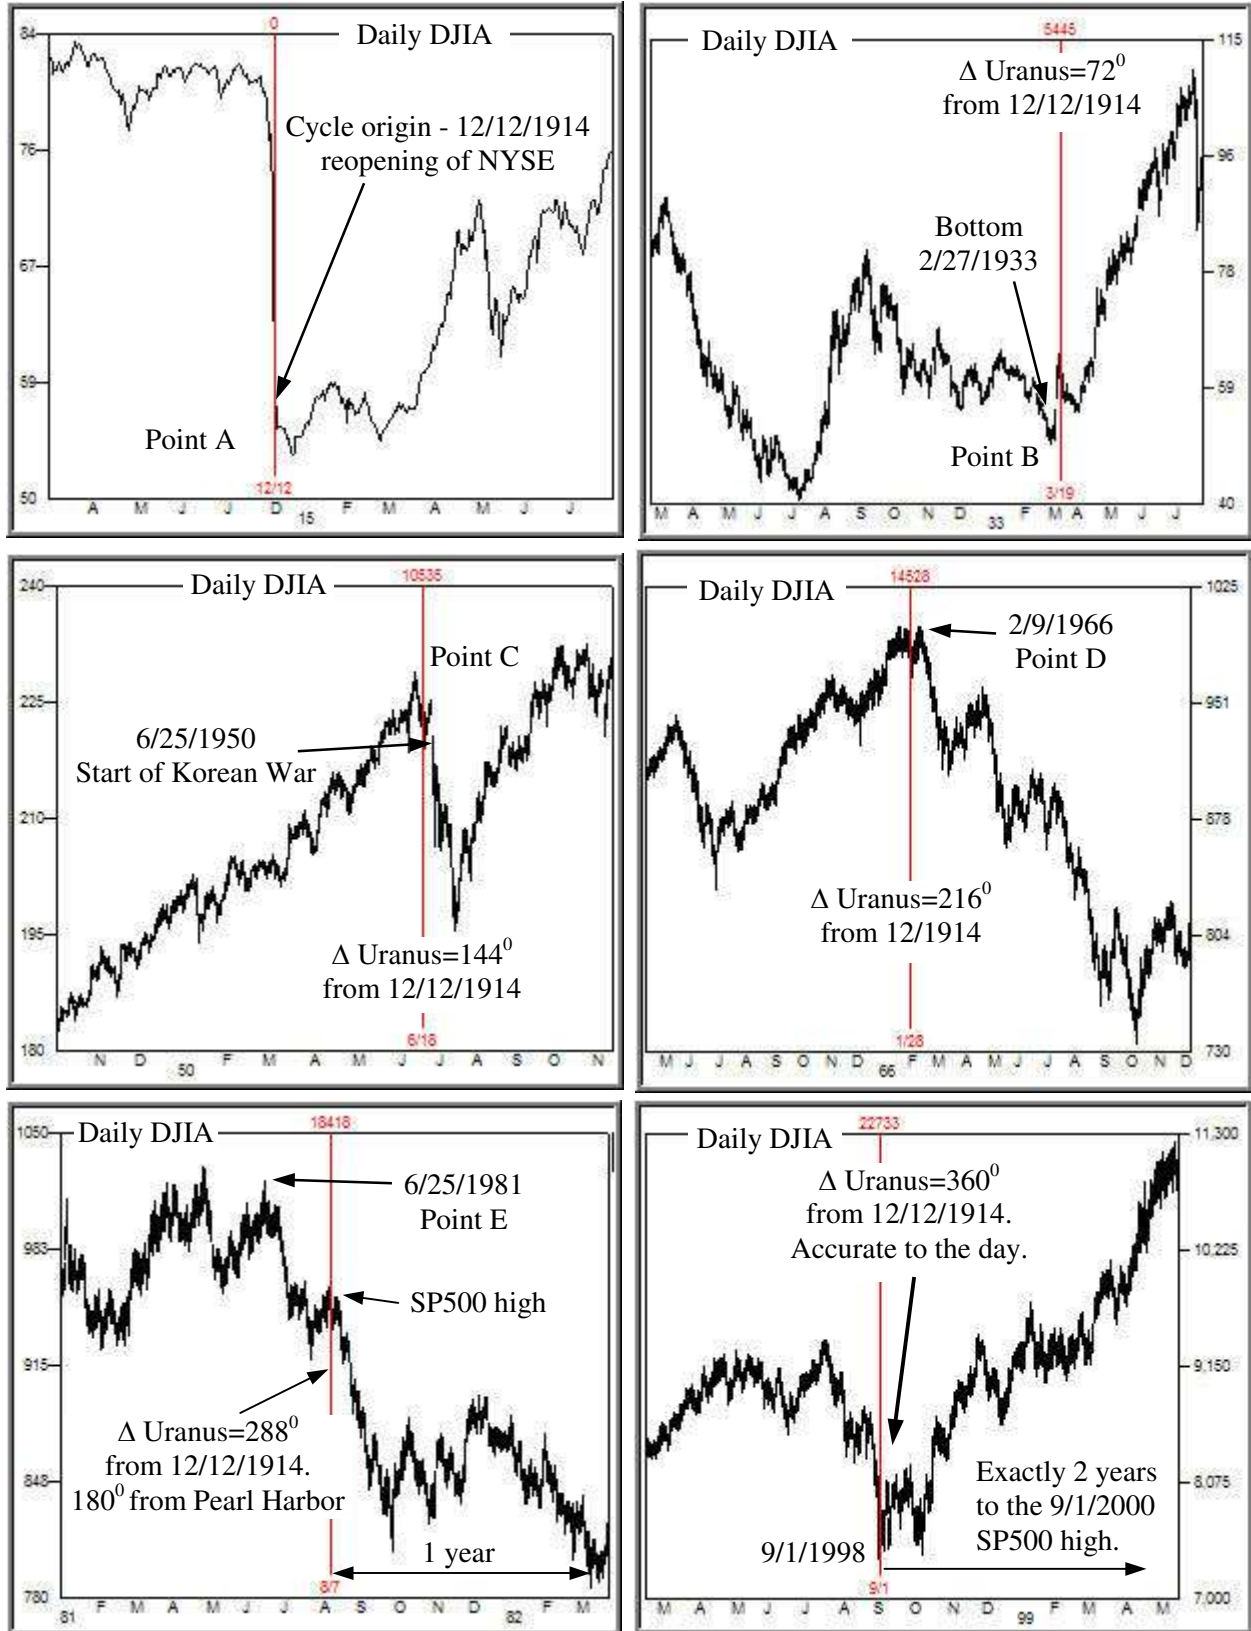 0
84
Daily DJIA
Cycle origin - 12/12/1914
reopening of NYSE
76
67
59
Point A
50
12/12
A M J J D F M A M J J
15
5445
Daily DJIA
115
Δ Uranus=72⁰
from 12/12/1914
96
Bottom
2/27/1933
78
59
Point B
40
3/19
M A M J J A S O N D F M A M J J
33
10535
240
Daily DJIA
Point C
225
6/25/1950
Start of Korean War
210
195
Δ Uranus=144⁰
from 12/12/1914
180
6/18
N D F M A M J J A S O N
50
14528
Daily DJIA
1025
2/9/1966
Point D
951
878
Δ Uranus=216⁰
from 12/1914
804
730
1/28
M J J A S O N D F M A M J J A S O N D
66
18418
1050
Daily DJIA
6/25/1981
Point E
983
SP500 high
915
Δ Uranus=288⁰
from 12/12/1914.
180⁰ from Pearl Harbor
848
1 year
780
8/7
F M A M J J A S O N D F M
81 82
22733
Daily DJIA
11,300
Δ Uranus=360⁰
from 12/12/1914.
Accurate to the day.
10,225
9,150
8,075
Exactly 2 years
to the 9/1/2000
SP500 high.
9/1/1998
7,000
9/1
M A M J J A S O N D F M A M
99